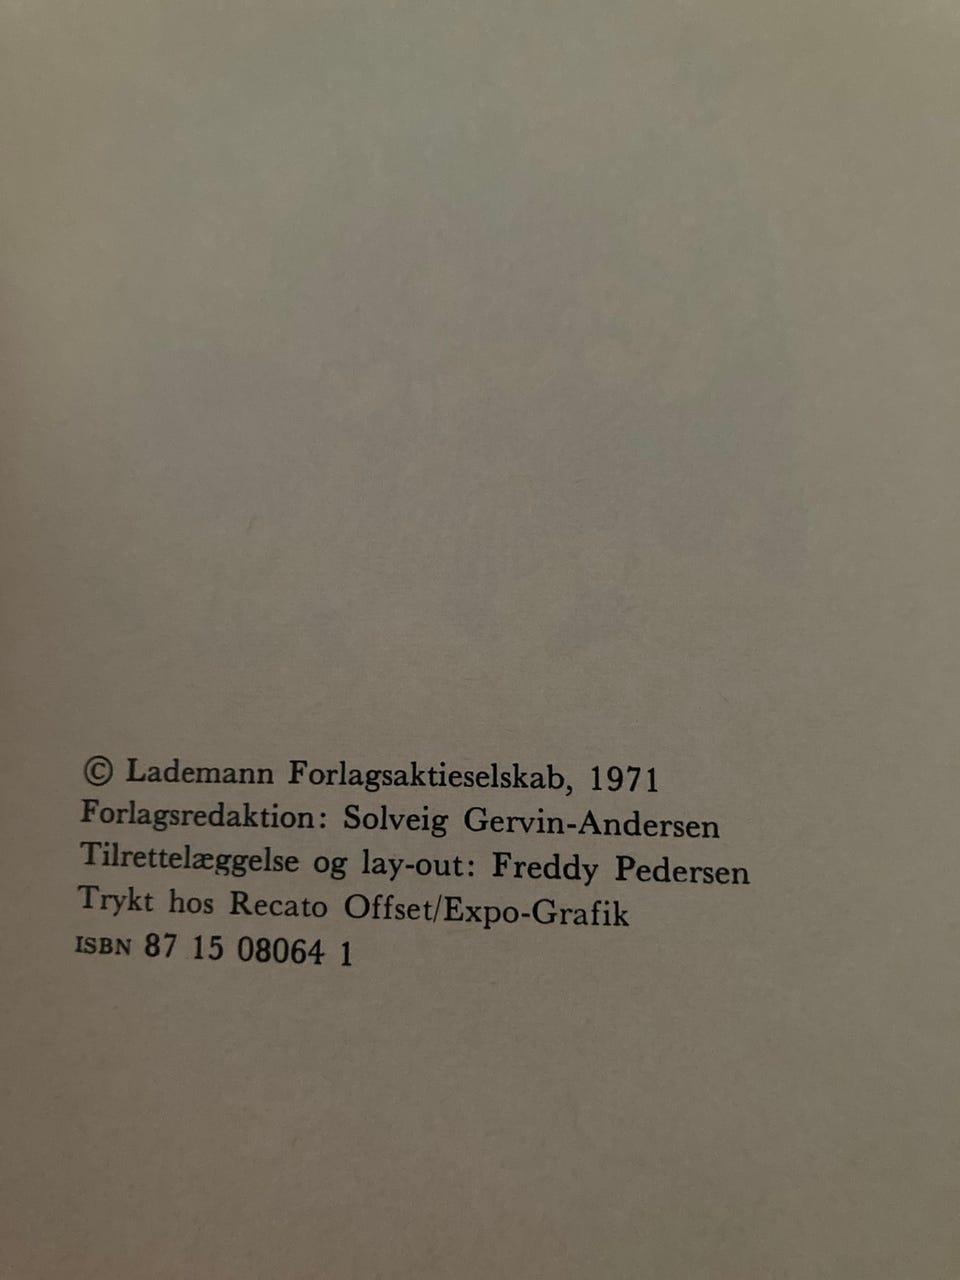 © Lademann Forlagsaktieselskab, 1971
Forlagsredaktion: Solveig Gervin-Andersen
Tilrettelæggelse og lay-out: Freddy Pedersen
Trykt hos Recato Offset/Expo-Grafik
ISBN 87 15 08064 1